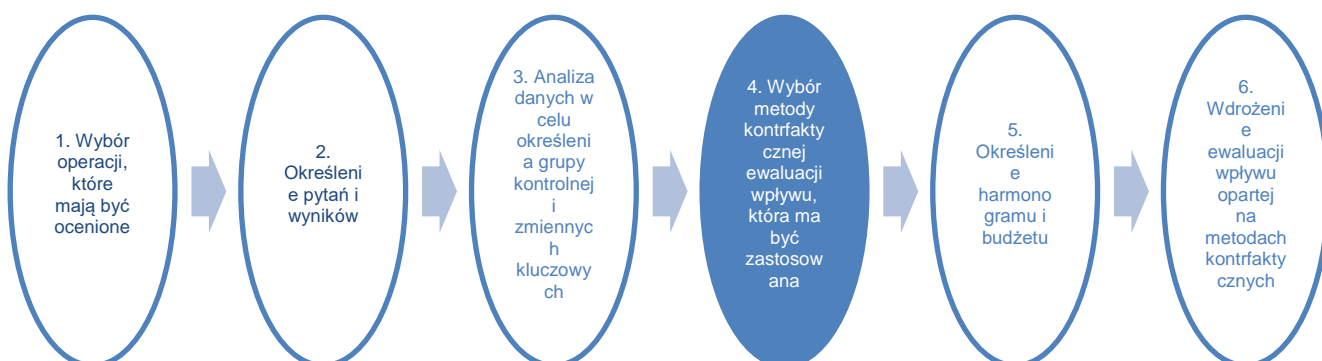 1. Wybór
operacji,
które
mają być
ocenione
2.
Określeni
e pytań i
wyników
3. Analiza
danych w
celu
określeni
a grupy
kontrolnej
i
zmiennyc
h
kluczowy
ch
4. Wybór
metody
kontrfakty
cznej
ewaluacji
wpływu,
która ma
być
zastosow
ana
5.
Określeni
e
harmono
gramu i
budżetu
6.
Wdrożeni
e
ewaluacji
wpływu
opartej
na
metodach
kontrfakty
cznych